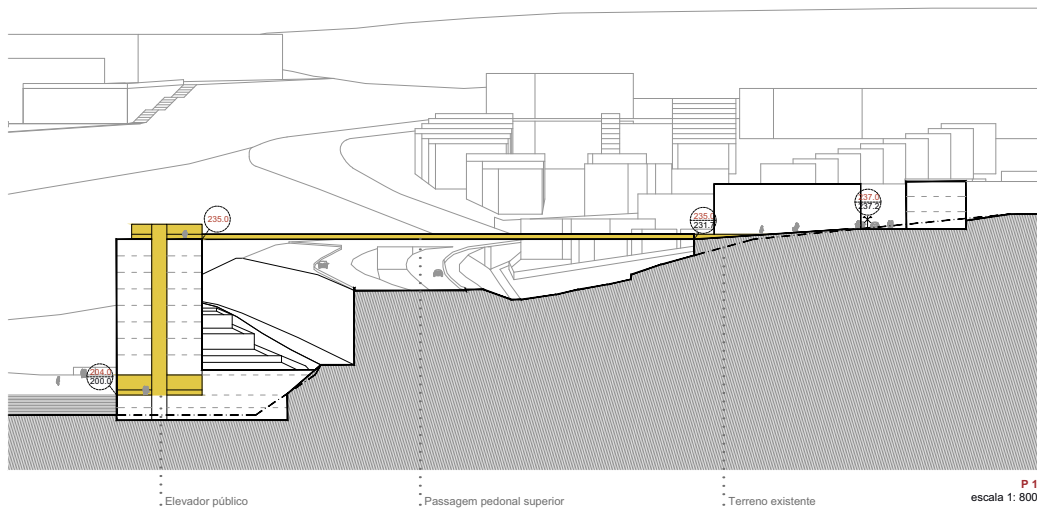 235.0
235.0
231.7
237.0
237.2
204.0
200.0
Elevador público
Passagem pedonal superior
Terreno existente
P 1
escala 1: 800